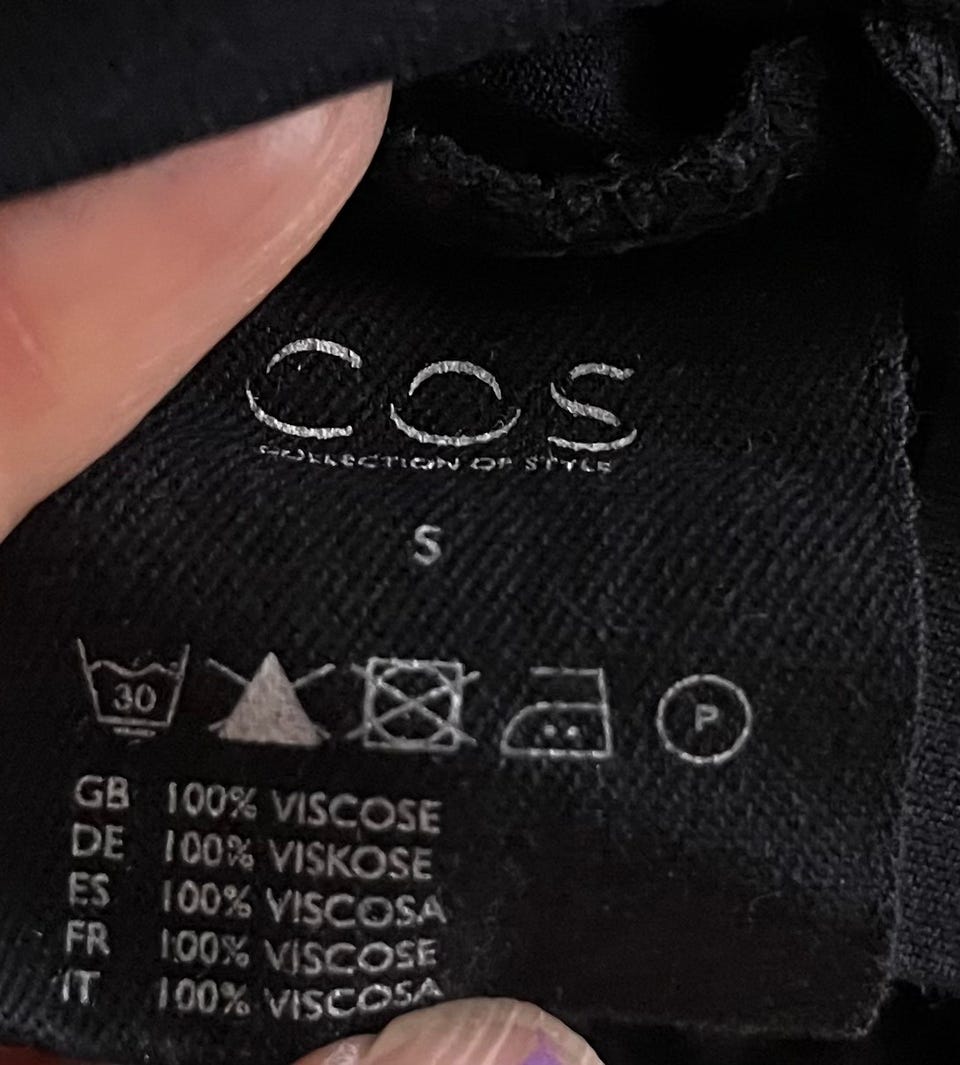 COS
COLLECTION OF STYLE
S
30 P
GB 100% VISCOSE
DE 100% VISKOSE
ES 100% VISCOSA
FR 100% VISCOSE
IT 100% VISCOSA